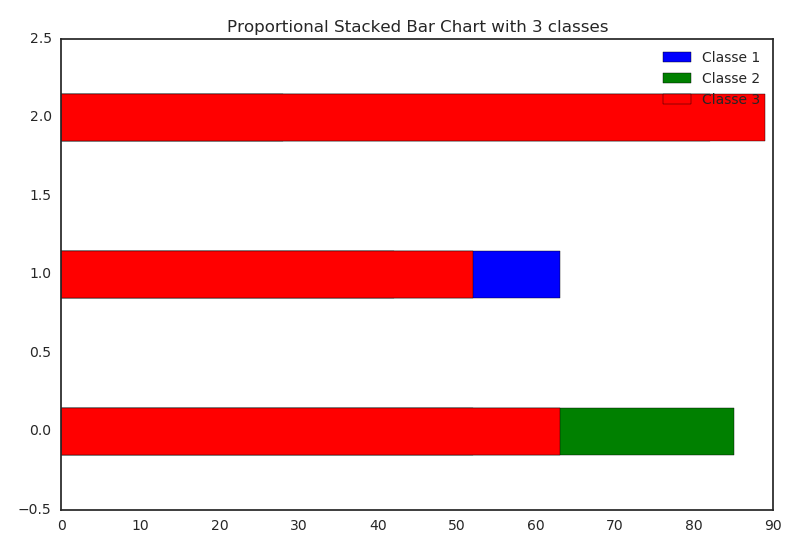 Proportional Stacked Bar Chart with 3 classes
2.5
2.0
1.5
1.0
0.5
0.0
−0.5
Classe 1
Classe 2
Classe 3
0 10 20 30 40 50 60 70 80 90